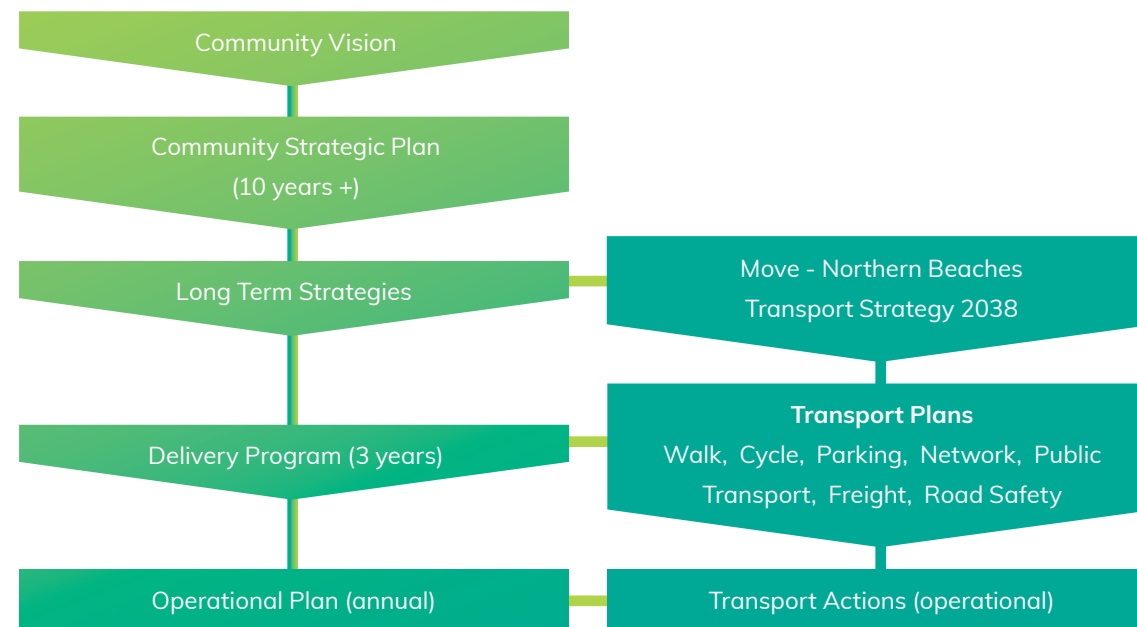 Community Vision
Community Strategic Plan
(10 years +)
Long Term Strategies
Move - Northern Beaches
Transport Strategy 2038
Delivery Program (3 years)
Transport Plans
Walk, Cycle, Parking, Network, Public
Transport, Freight, Road Safety
Operational Plan (annual)
Transport Actions (operational)